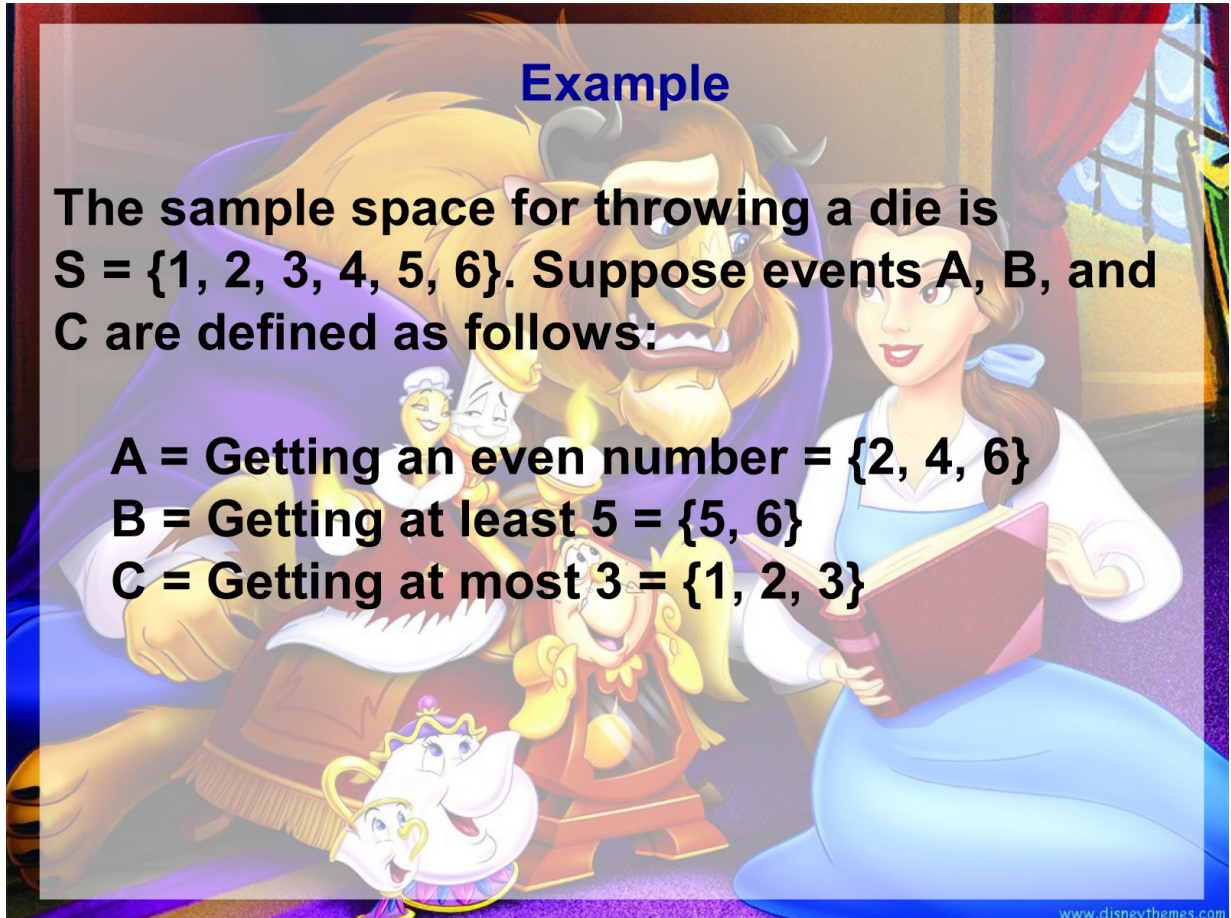 Example
The sample space for throwing a die is
S = {1, 2, 3, 4, 5, 6}. Suppose events A, B, and
C are defined as follows:
A = Getting an even number = {2, 4, 6}
B = Getting at least 5 = {5, 6}
C = Getting at most 3 = {1, 2, 3}
www.disneythemes.com